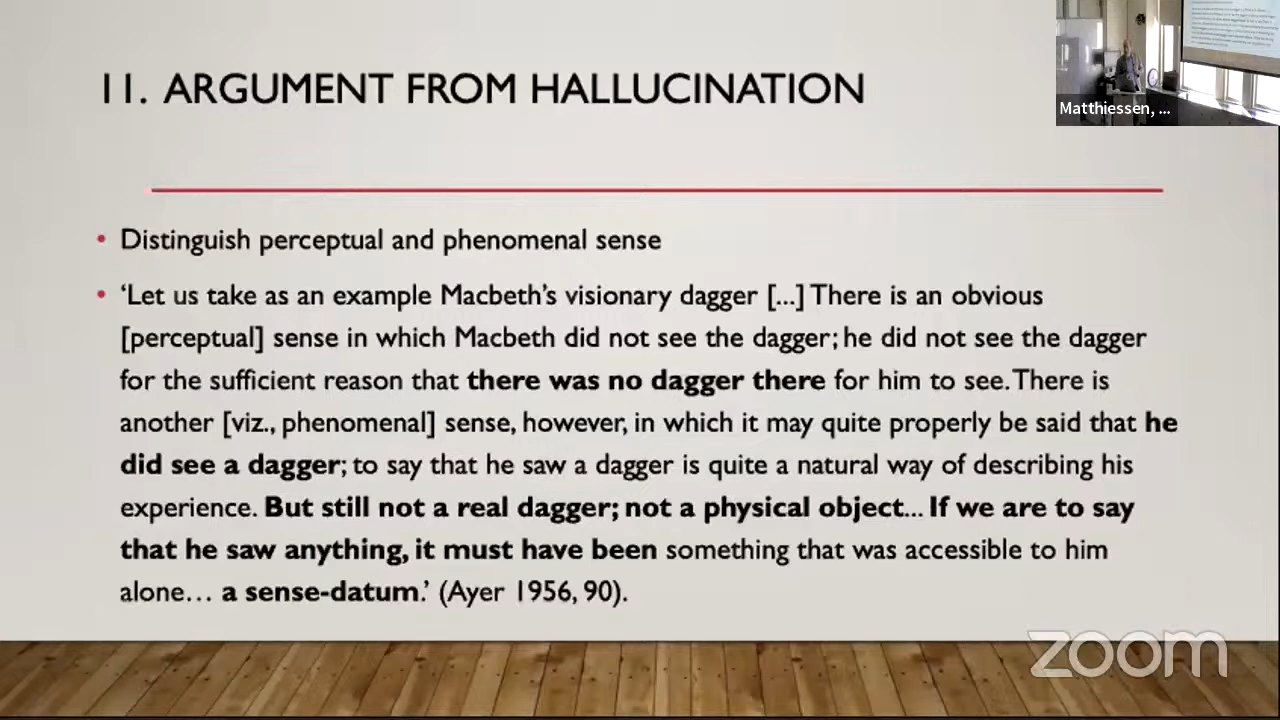 11. ARGUMENT FROM HALLUCINATION
Matthiessen, ...
• Distinguish perceptual and phenomenal sense
• ‘Let us take as an example Macbeth’s visionary dagger [...] There is an obvious
[perceptual] sense in which Macbeth did not see the dagger; he did not see the dagger
for the sufficient reason that there was no dagger there for him to see. There is
another [viz., phenomenal] sense, however, in which it may quite properly be said that he
did see a dagger; to say that he saw a dagger is quite a natural way of describing his
experience. But still not a real dagger; not a physical object... If we are to say
that he saw anything, it must have been something that was accessible to him
alone... a sense-datum.’ (Ayer 1956, 90).
zoom